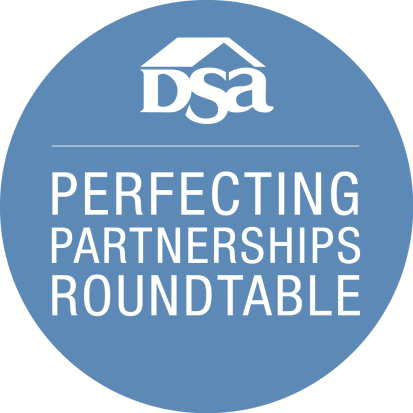 DSa
PERFECTING
PARTNERSHIPS
ROUNDTABLE